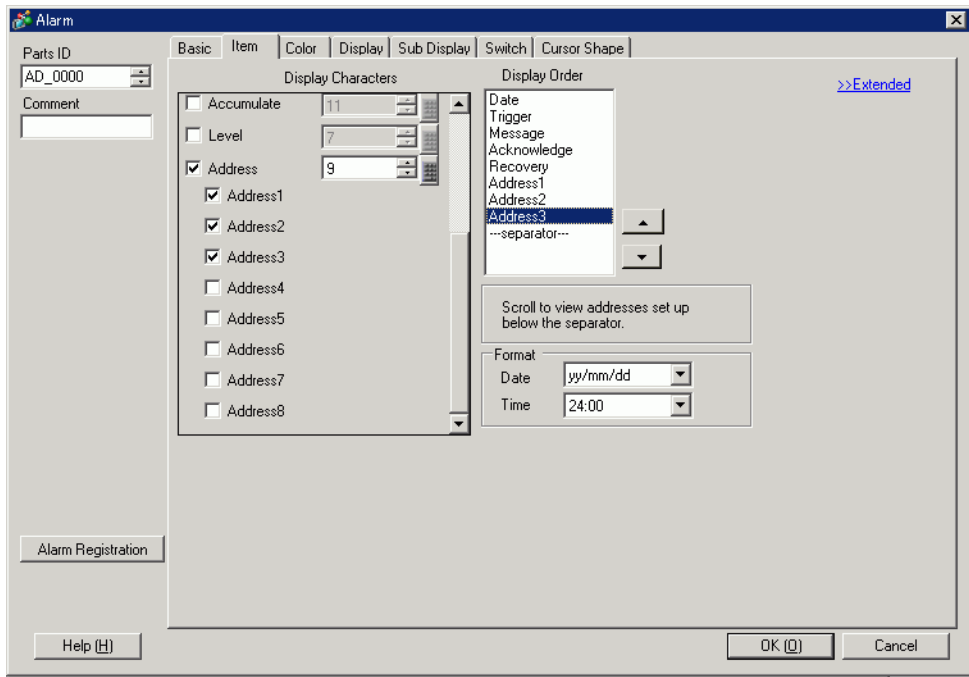 Alarm
Parts ID
AD_0000
Comment
Alarm Registration
Help (H)
Basic
Item
Color
Display
Sub Display
Switch
Cursor Shape
Display Characters
Accumulate 11
Level 7
Address 9
Address1
Address2
Address3
Address4
Address5
Address6
Address7
Address8
Display Order
Date
Trigger
Message
Acknowledge
Recovery
Address1
Address2
Address3
---separator---
>>Extended
Scroll to view addresses set up
below the separator.
Format
Date yy/mm/dd
Time 24:00
OK (O)
Cancel